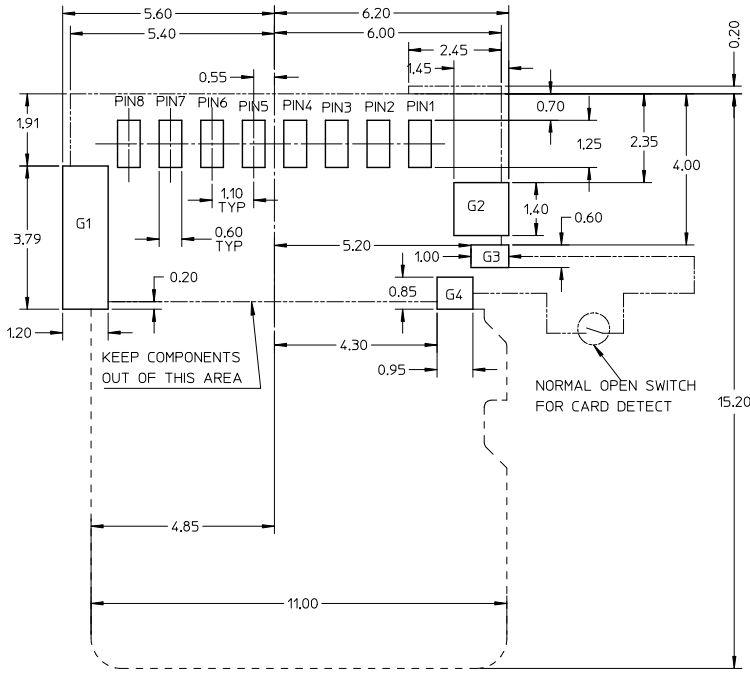 5.60
6.20
5.40
6.00
2.45
0.20
0.55
1.45
PIN8
PIN7
PIN6
PIN5
PIN4
PIN3
PIN2
PIN1
0.70
1.91
1.25
2.35
4.00
1.10
TYP
G1
G2
1.40
0.60
3.79
0.60
TYP
5.20
1.00
G3
0.20
0.85
G4
1.20
4.30
KEEP COMPONENTS
OUT OF THIS AREA
0.95
NORMAL OPEN SWITCH
FOR CARD DETECT
15.20
4.85
11.00